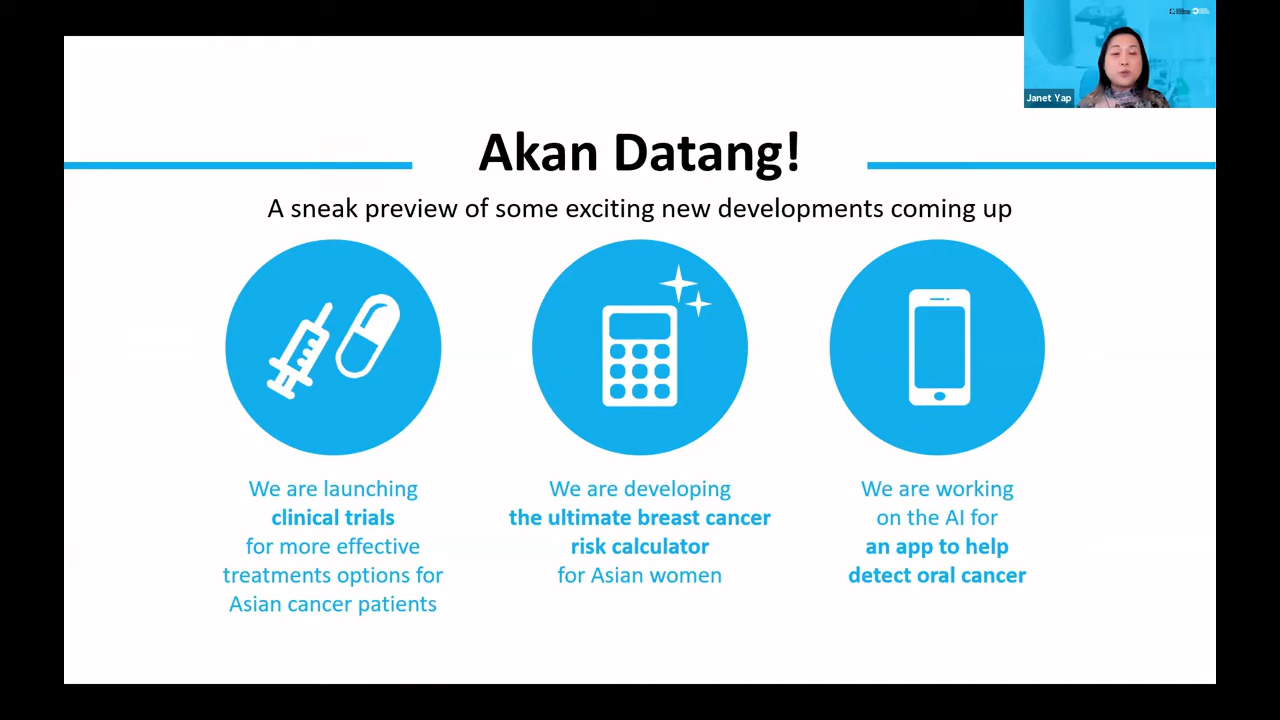 Janet Yap
Akan Datang!
A sneak preview of some exciting new developments coming up
We are launching
clinical trials
for more effective
treatments options for
Asian cancer patients
We are developing
the ultimate breast cancer
risk calculator
for Asian women
We are working
on the AI for
an app to help
detect oral cancer